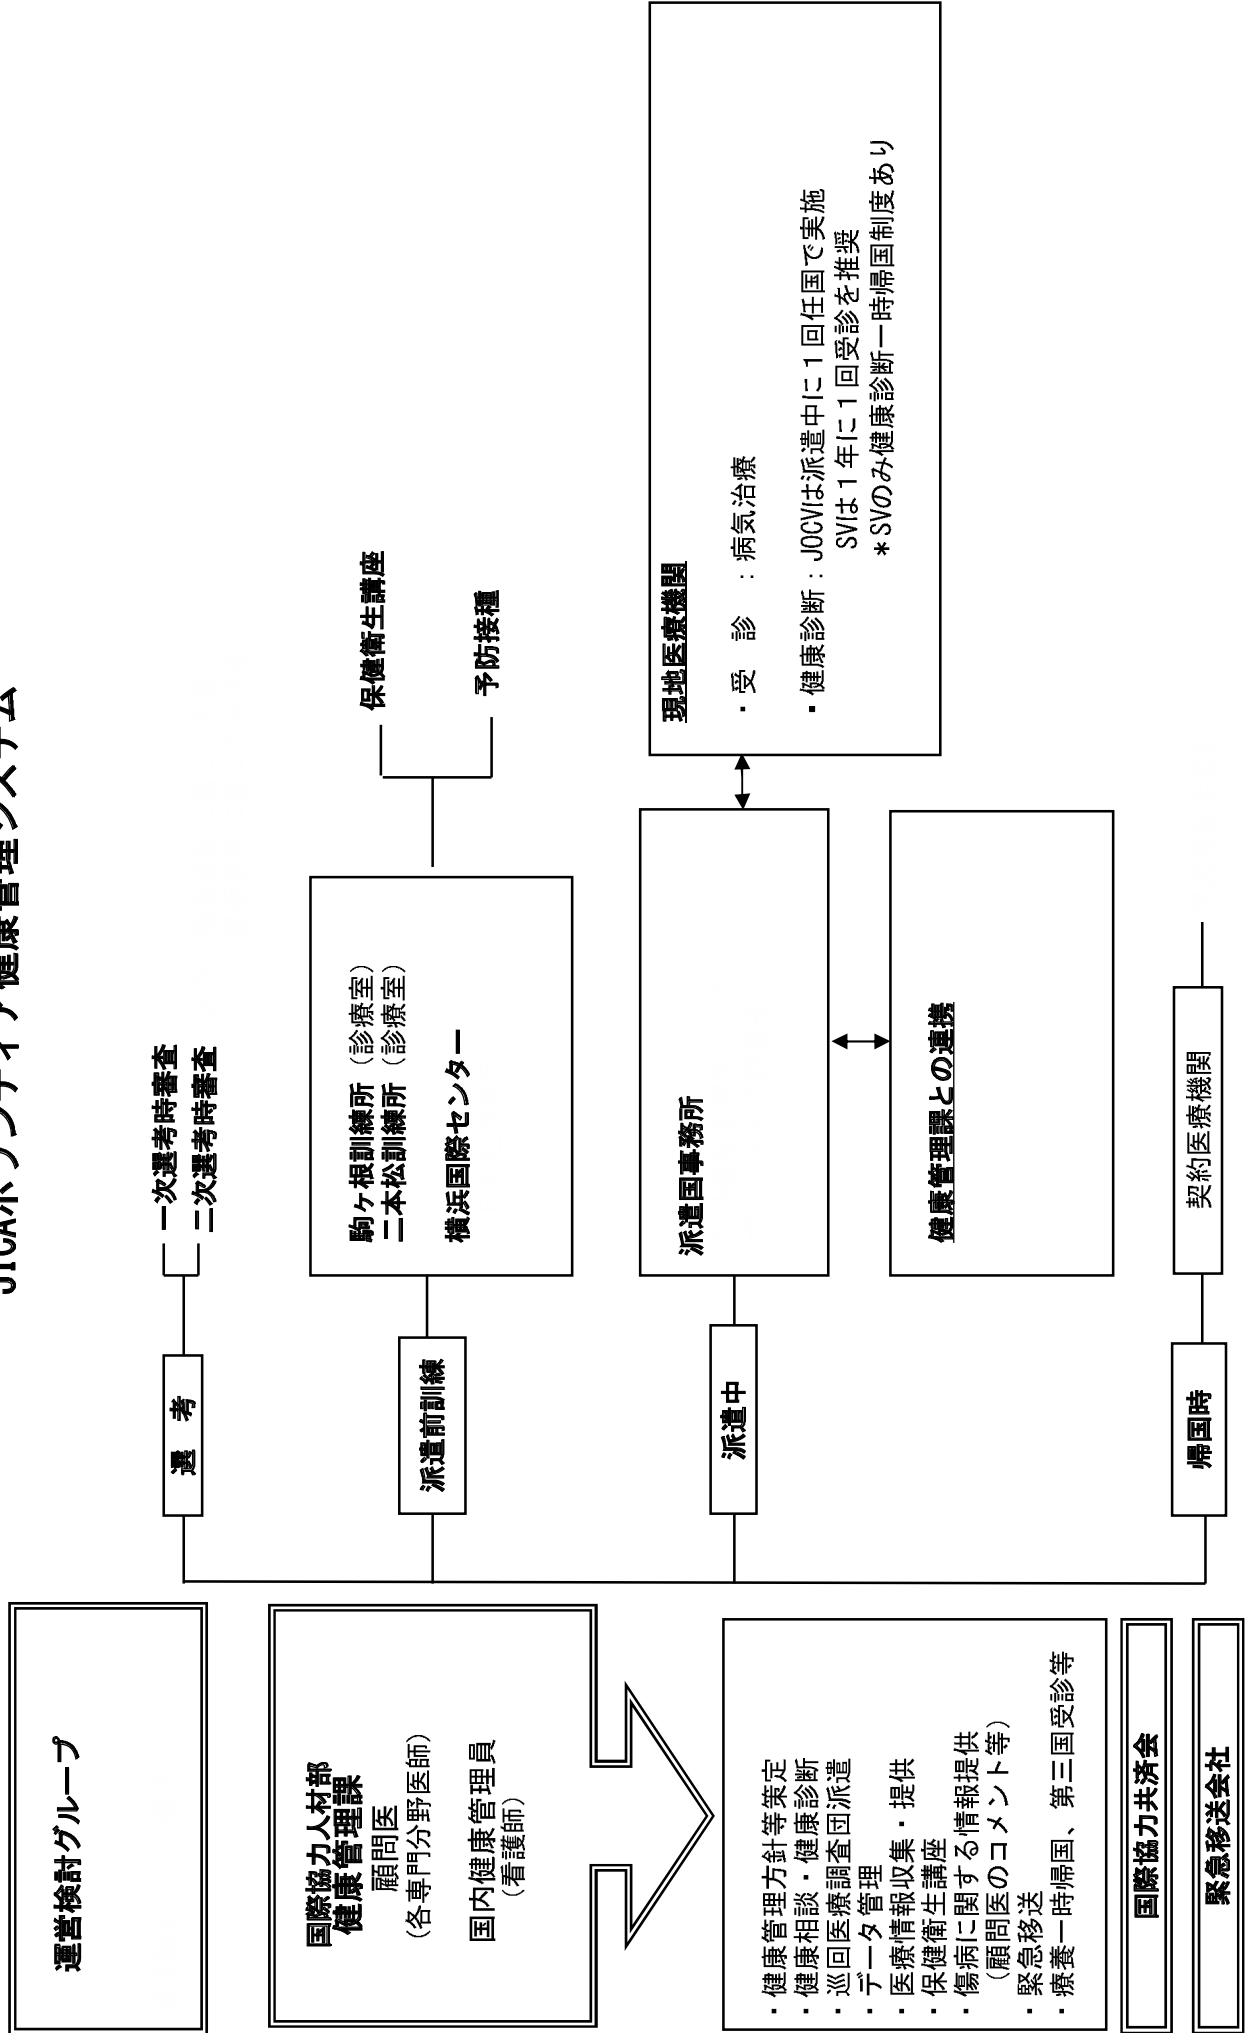 JICAボランティア健康管理システム
運営検討グループ
国際協力人材部
健康管理課
顧問医
（各専門分野医師）
国内健康管理員
（看護師）
・健康管理方針等策定
・健康相談・健康診断
・巡回医療調査団派遣
・データ管理
・医療情報収集・提供
・保健衛生講座
・傷病に関する情報提供
（顧問医のコメント等）
・緊急移送
・療養一時帰国、第三国受診等
国際協力共済会
緊急移送会社
選　考
一次選考時審査
二次選考時審査
派遣前訓練
駒ヶ根訓練所（診療室）
二本松訓練所（診療室）
横浜国際センター
保健衛生講座
予防接種
派遣中
派遣国事務所
健康管理課との連携
現地医療機関
・受　診　：病気治療
・健康診断：JOCVは派遣中に１回任国で実施
SVは１年に１回受診を推奨
＊SVのみ健康診断一時帰国制度あり
帰国時
契約医療機関